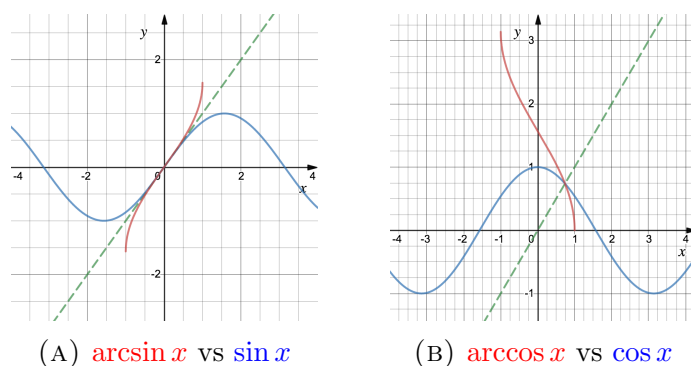 y
2
-4 -2 0 x 4
-2
y
3
2
1
-4 -3 -2 -1 0 1 2 3 4
x
-1
(A) arcsin x vs sin x
(B) arccos x vs cos x